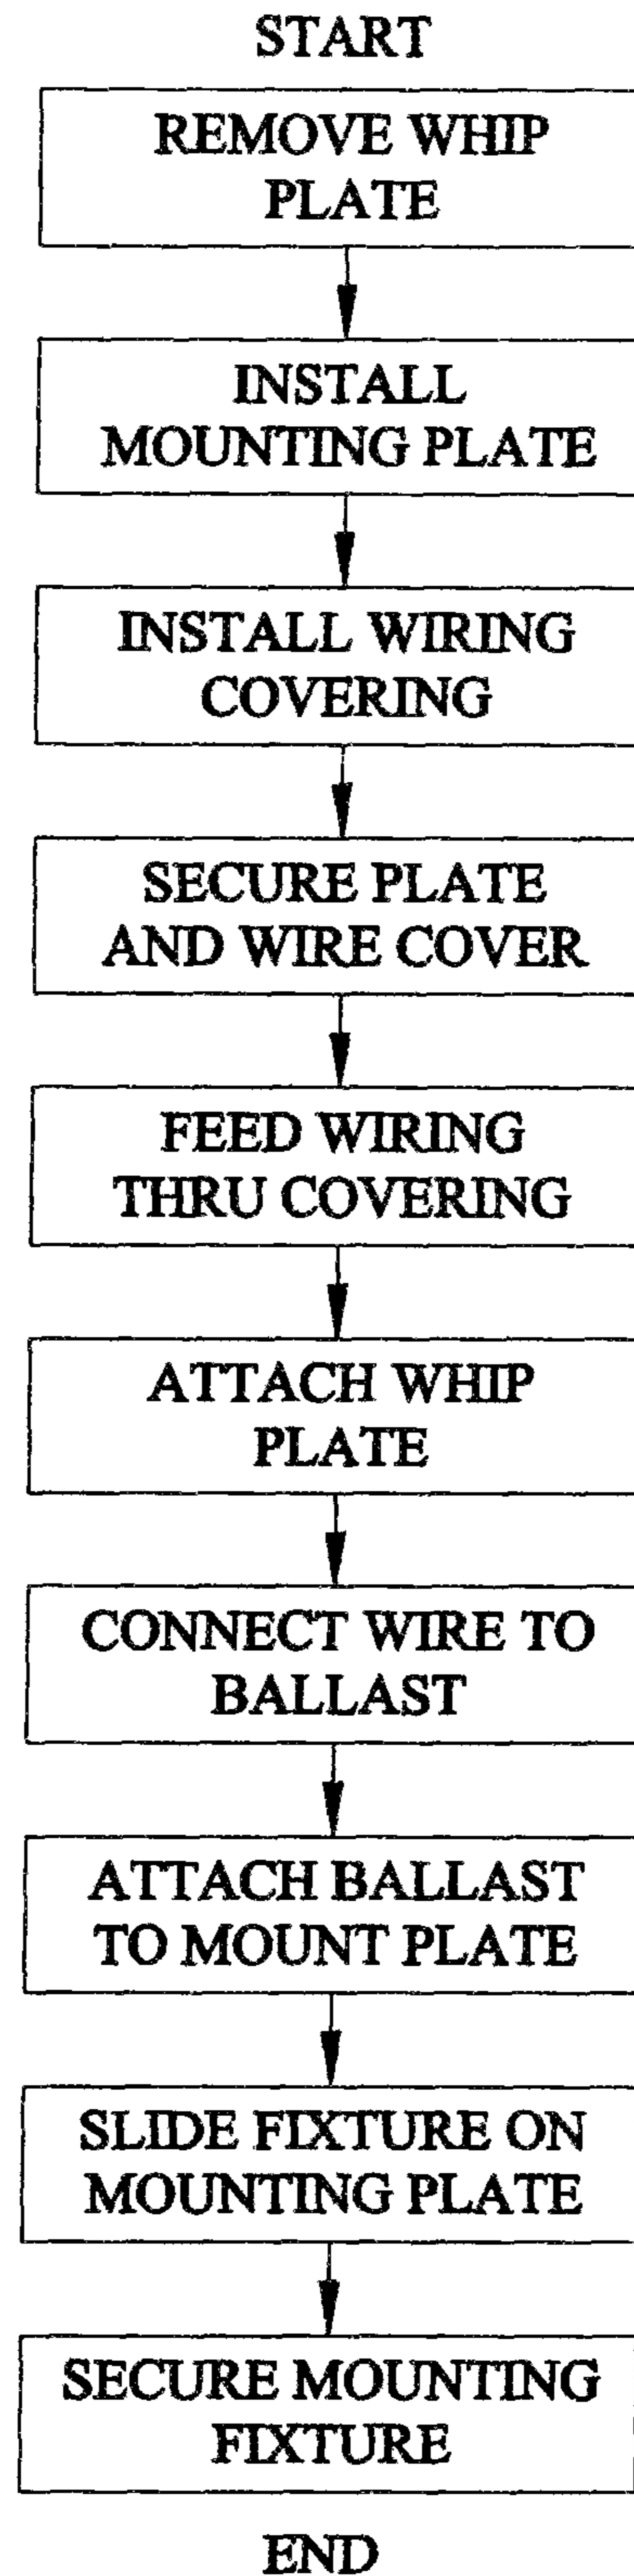 START
REMOVE WHIP
PLATE
INSTALL
MOUNTING PLATE
INSTALL WIRING
COVERING
SECURE PLATE
AND WIRE COVER
FEED WIRING
THRU COVERING
ATTACH WHIP
PLATE
CONNECT WIRE TO
BALLAST
ATTACH BALLAST
TO MOUNT PLATE
SLIDE FIXTURE ON
MOUNTING PLATE
SECURE MOUNTING
FIXTURE
END